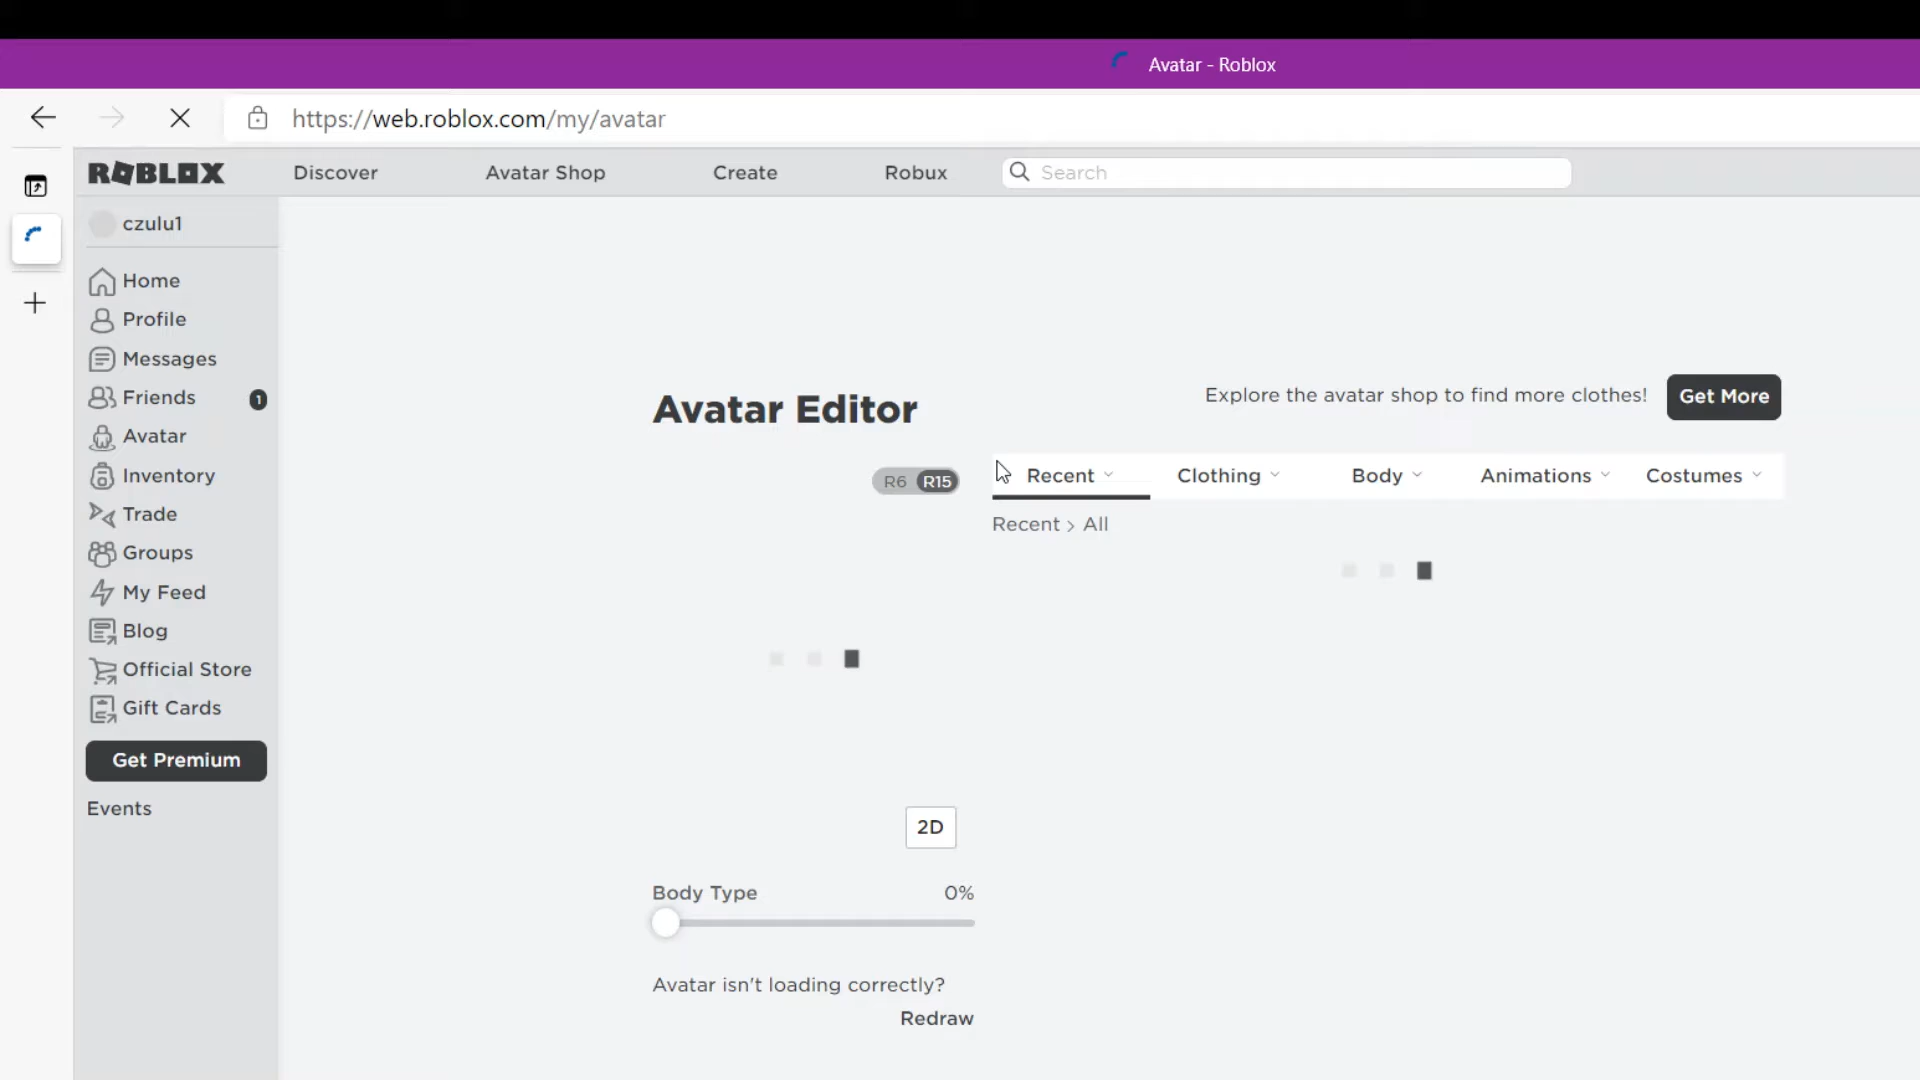 Avatar - Roblox
https://web.roblox.com/my/avatar
ROBLOX
Discover
Avatar Shop
Create
Robux
Search
czulu1
Home
Profile
Messages
Friends
1
Avatar
Inventory
Trade
Groups
My Feed
Blog
Official Store
Gift Cards
Get Premium
Events
Avatar Editor
Explore the avatar shop to find more clothes!
Get More
R6 R15
Recent
Clothing
Body
Animations
Costumes
Recent > All
2D
Body Type 0%
Avatar isn't loading correctly?
Redraw